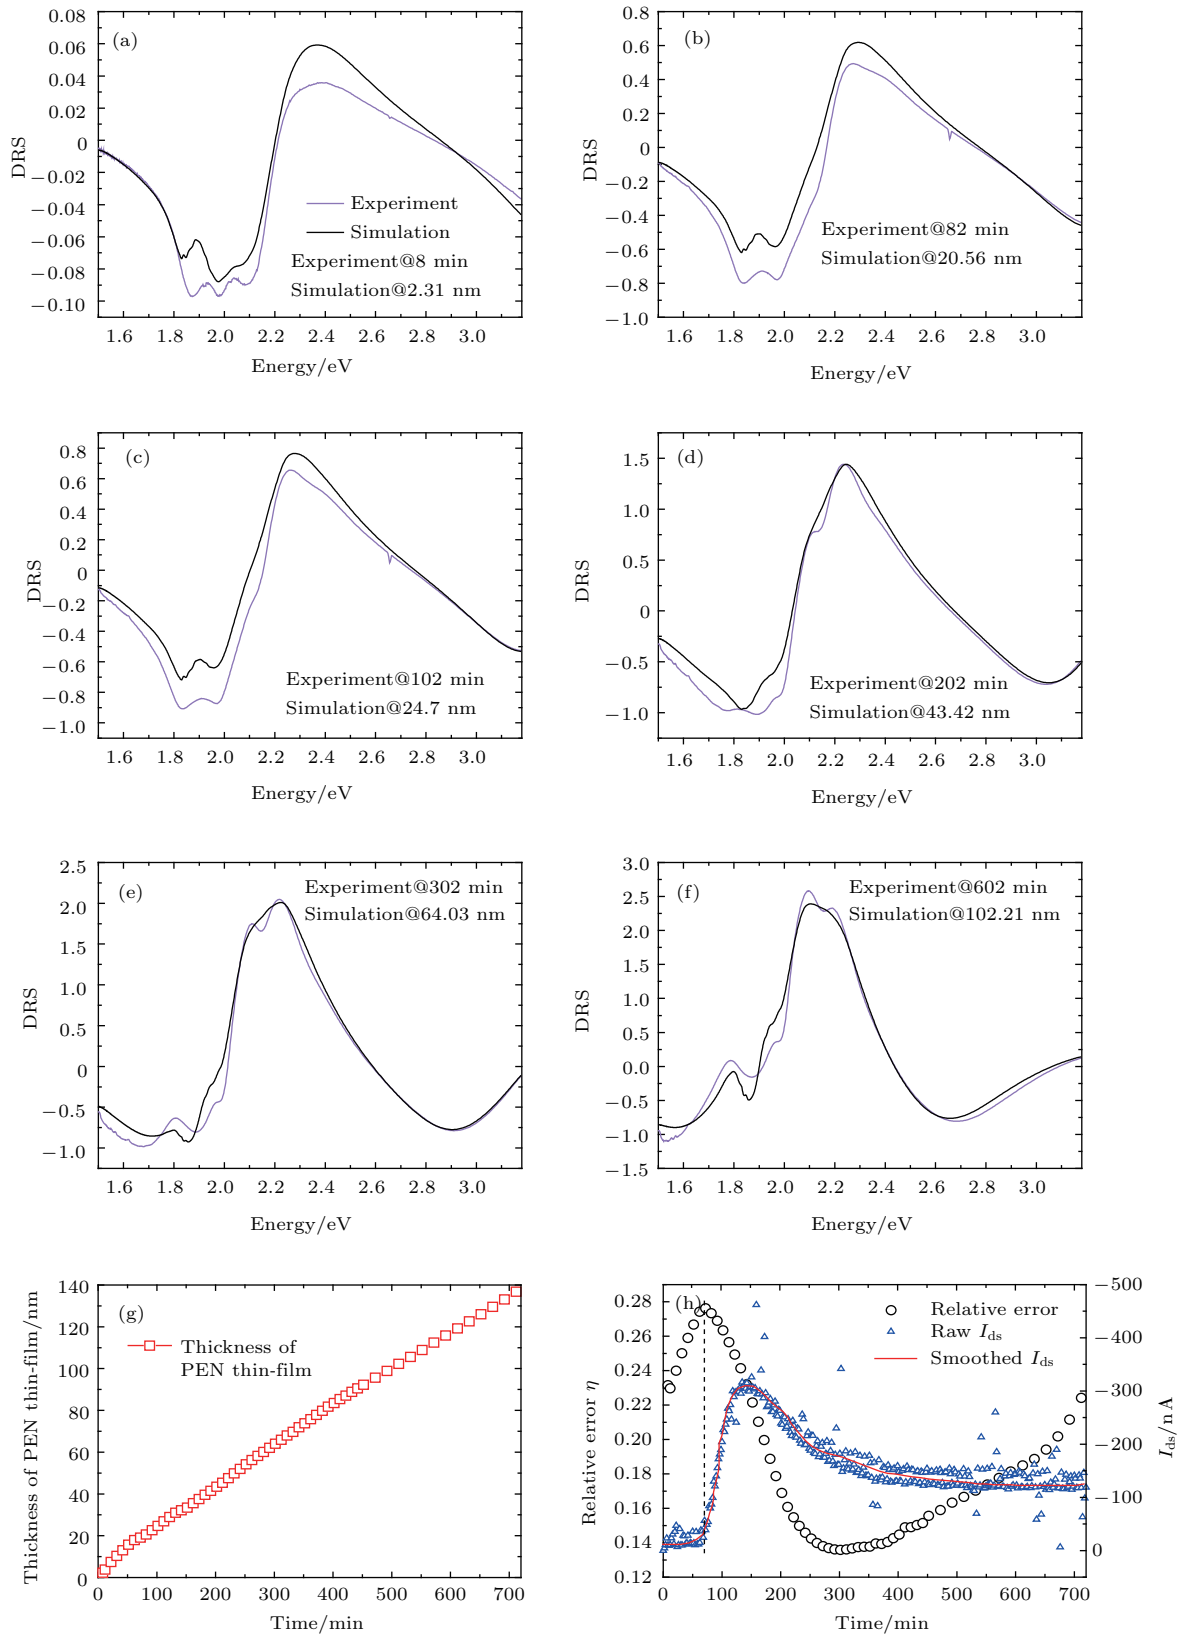 (a)
0.08
0.06
0.04
0.02
0
−0.02
−0.04
−0.06
−0.08
−0.10
DRS
Experiment
Simulation
Experiment@8 min
Simulation@2.31 nm
1.6 1.8 2.0 2.2 2.4 2.6 2.8 3.0
Energy/eV
(b)
0.8
0.6
0.4
0.2
0
−0.2
−0.4
−0.6
−0.8
−1.0
DRS
Experiment@82 min
Simulation@20.56 nm
1.6 1.8 2.0 2.2 2.4 2.6 2.8 3.0
Energy/eV
(c)
0.8
0.6
0.4
0.2
0
−0.2
−0.4
−0.6
−0.8
−1.0
DRS
Experiment@102 min
Simulation@24.7 nm
1.6 1.8 2.0 2.2 2.4 2.6 2.8 3.0
Energy/eV
(d)
1.5
1.0
0.5
0
−0.5
−1.0
DRS
Experiment@202 min
Simulation@43.42 nm
1.6 1.8 2.0 2.2 2.4 2.6 2.8 3.0
Energy/eV
(e)
2.5
2.0
1.5
1.0
0.5
0
−0.5
−1.0
DRS
Experiment@302 min
Simulation@64.03 nm
1.6 1.8 2.0 2.2 2.4 2.6 2.8 3.0
Energy/eV
(f)
3.0
2.5
2.0
1.5
1.0
0.5
0
−0.5
−1.0
−1.5
DRS
Experiment@602 min
Simulation@102.21 nm
1.6 1.8 2.0 2.2 2.4 2.6 2.8 3.0
Energy/eV
(g)
140
120
100
80
60
40
20
0
Thickness of PEN thin-film/nm
Thickness of
PEN thin-film
0 100 200 300 400 500 600 700
Time/min
(h)
0.28
0.26
0.24
0.22
0.20
0.18
0.16
0.14
0.12
Relative error η
Relative error
Raw I_ds
Smoothed I_ds
−500
−400
−300
−200
−100
0
I_ds/nA
0 100 200 300 400 500 600 700
Time/min